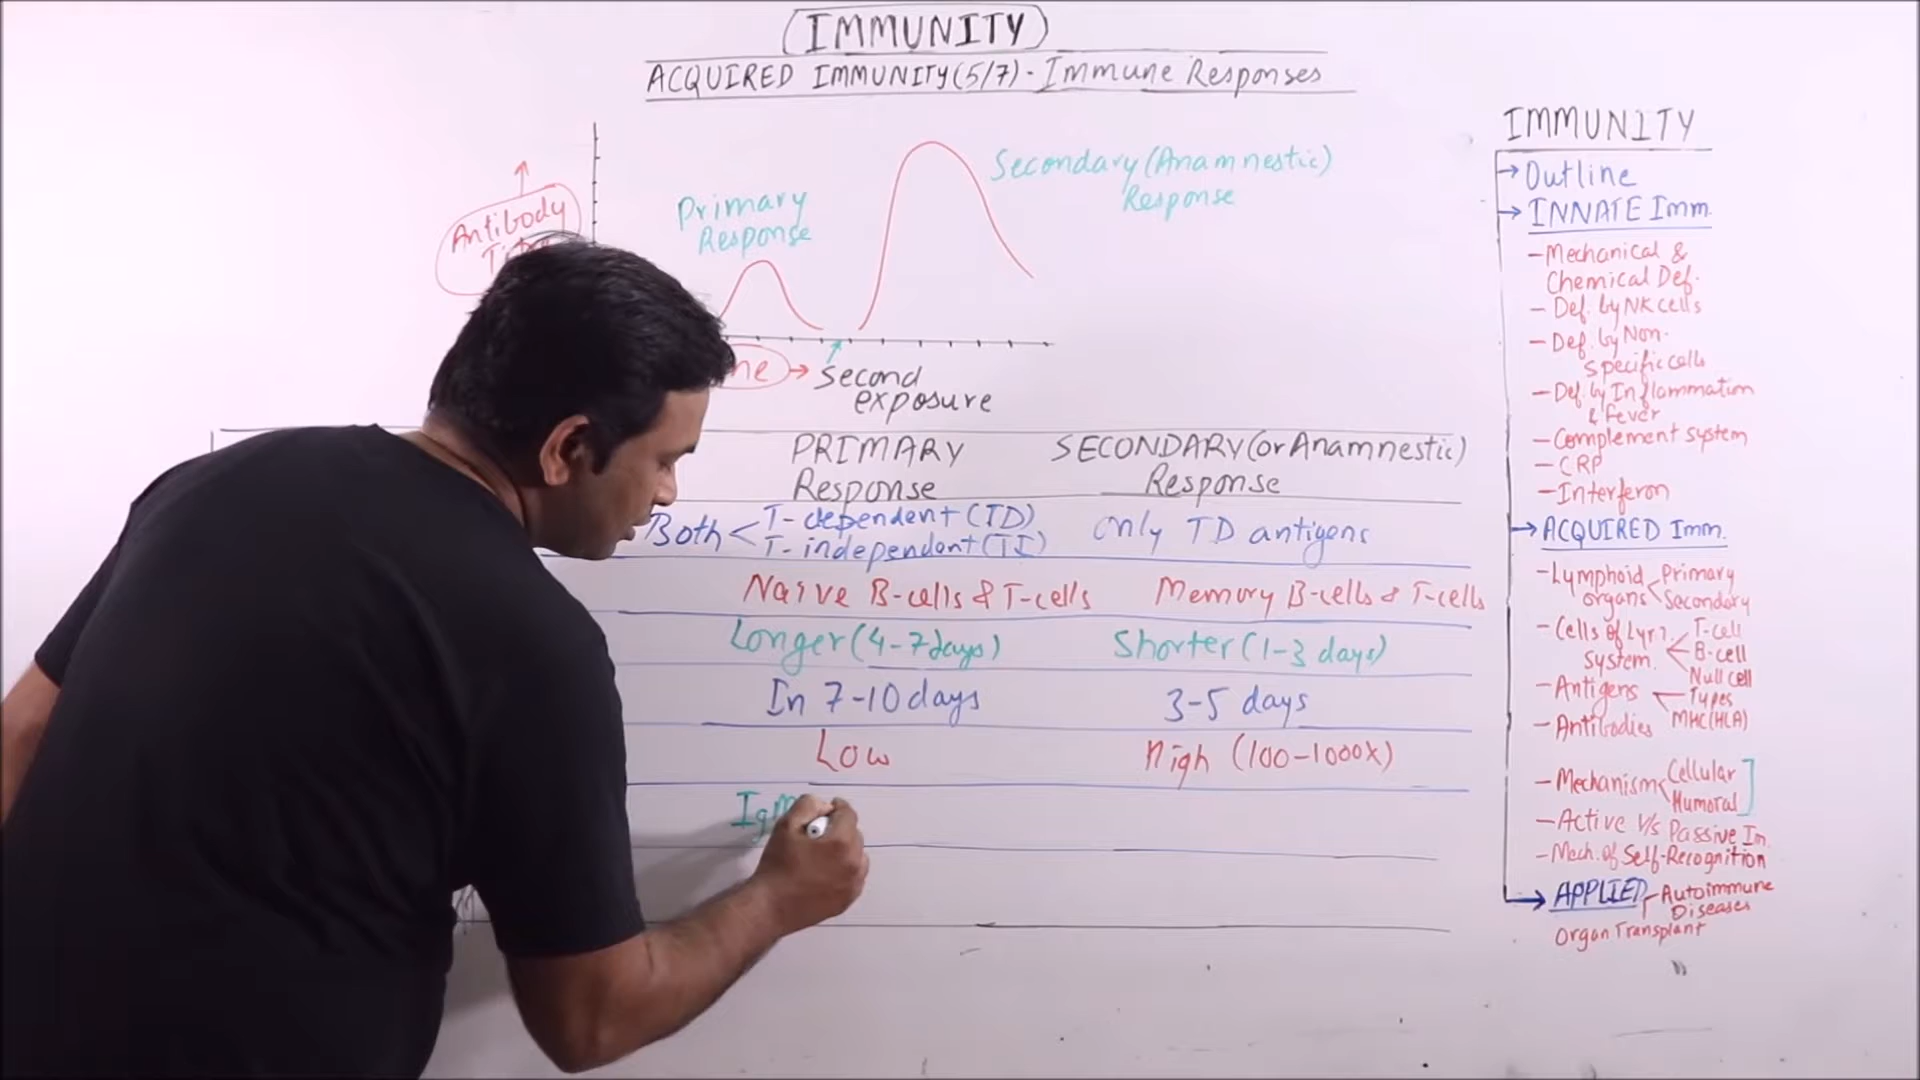 (IMMUNITY)
ACQUIRED IMMUNITY(5/7) - Immune Responses
Antibody
Primary
Response
Secondary (Anamnestic)
Response
Second
exposure
PRIMARY
Response
SECONDARY (or Anamnestic)
Response
Both < T-dependent (TD)
T-independent (TI)
only TD antigens
Naive B-cells & T-cells
Memory B-cells & T-cells
Longer (4-7 days)
Shorter (1-3 days)
In 7-10 days
3-5 days
Low
High (100-1000X)
IgM
IMMUNITY
Outline
INNATE Imm.
- Mechanical &
Chemical Def.
- Def. by NK cells
- Def. by Non-
specific cells
- Def. by Inflammation
& fever
- Complement system
- CRP
- Interferon
ACQUIRED Imm.
- Lymphoid organs < Primary
Secondary
- Cells of Lym. system < T-cell
B-cell
Null cell
- Antigens < Types
MHC (HLA)
- Antibodies
- Mechanism < Cellular
Humoral
- Active V/s Passive Im.
- Mech. of Self-Recognition
APPLIED - Autoimmune
Diseases
Organ Transplant